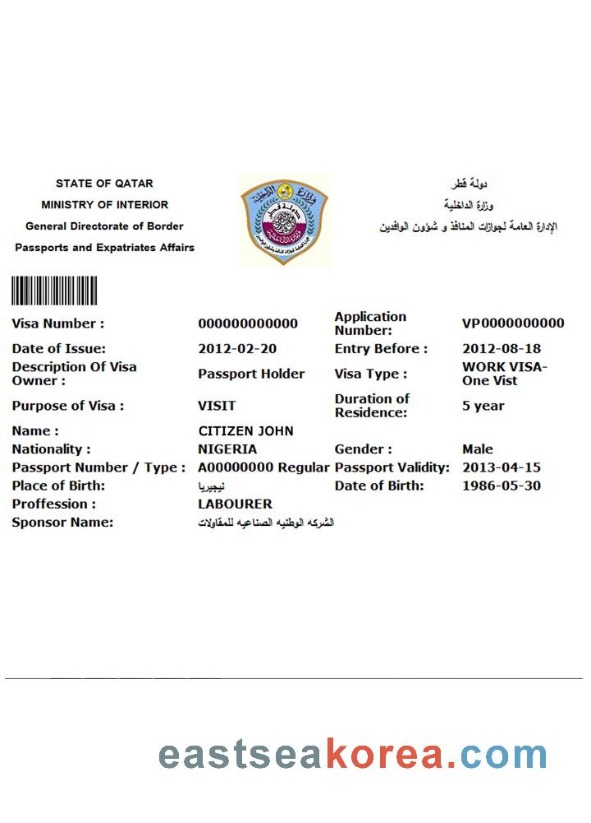 STATE OF QATAR
MINISTRY OF INTERIOR
General Directorate of Border
Passports and Expatriates Affairs
دولة قطر
وزارة الداخلية
الإدارة العامة لجوازات المنافذ و شؤون الوافدين
Visa Number : 000000000000 Application Number: VP0000000000
Date of Issue: 2012-02-20 Entry Before : 2012-08-18
Description Of Visa Owner : Passport Holder Visa Type : WORK VISA-One Vist
Purpose of Visa : VISIT Duration of Residence: 5 year
Name : CITIZEN JOHN
Nationality : NIGERIA Gender : Male
Passport Number / Type : A00000000 Regular Passport Validity: 2013-04-15
Place of Birth: نيجيريا Date of Birth: 1986-05-30
Proffession : LABOURER
Sponsor Name: الشركه الوطنيه الصناعيه للمقاولات
eastseakorea.com